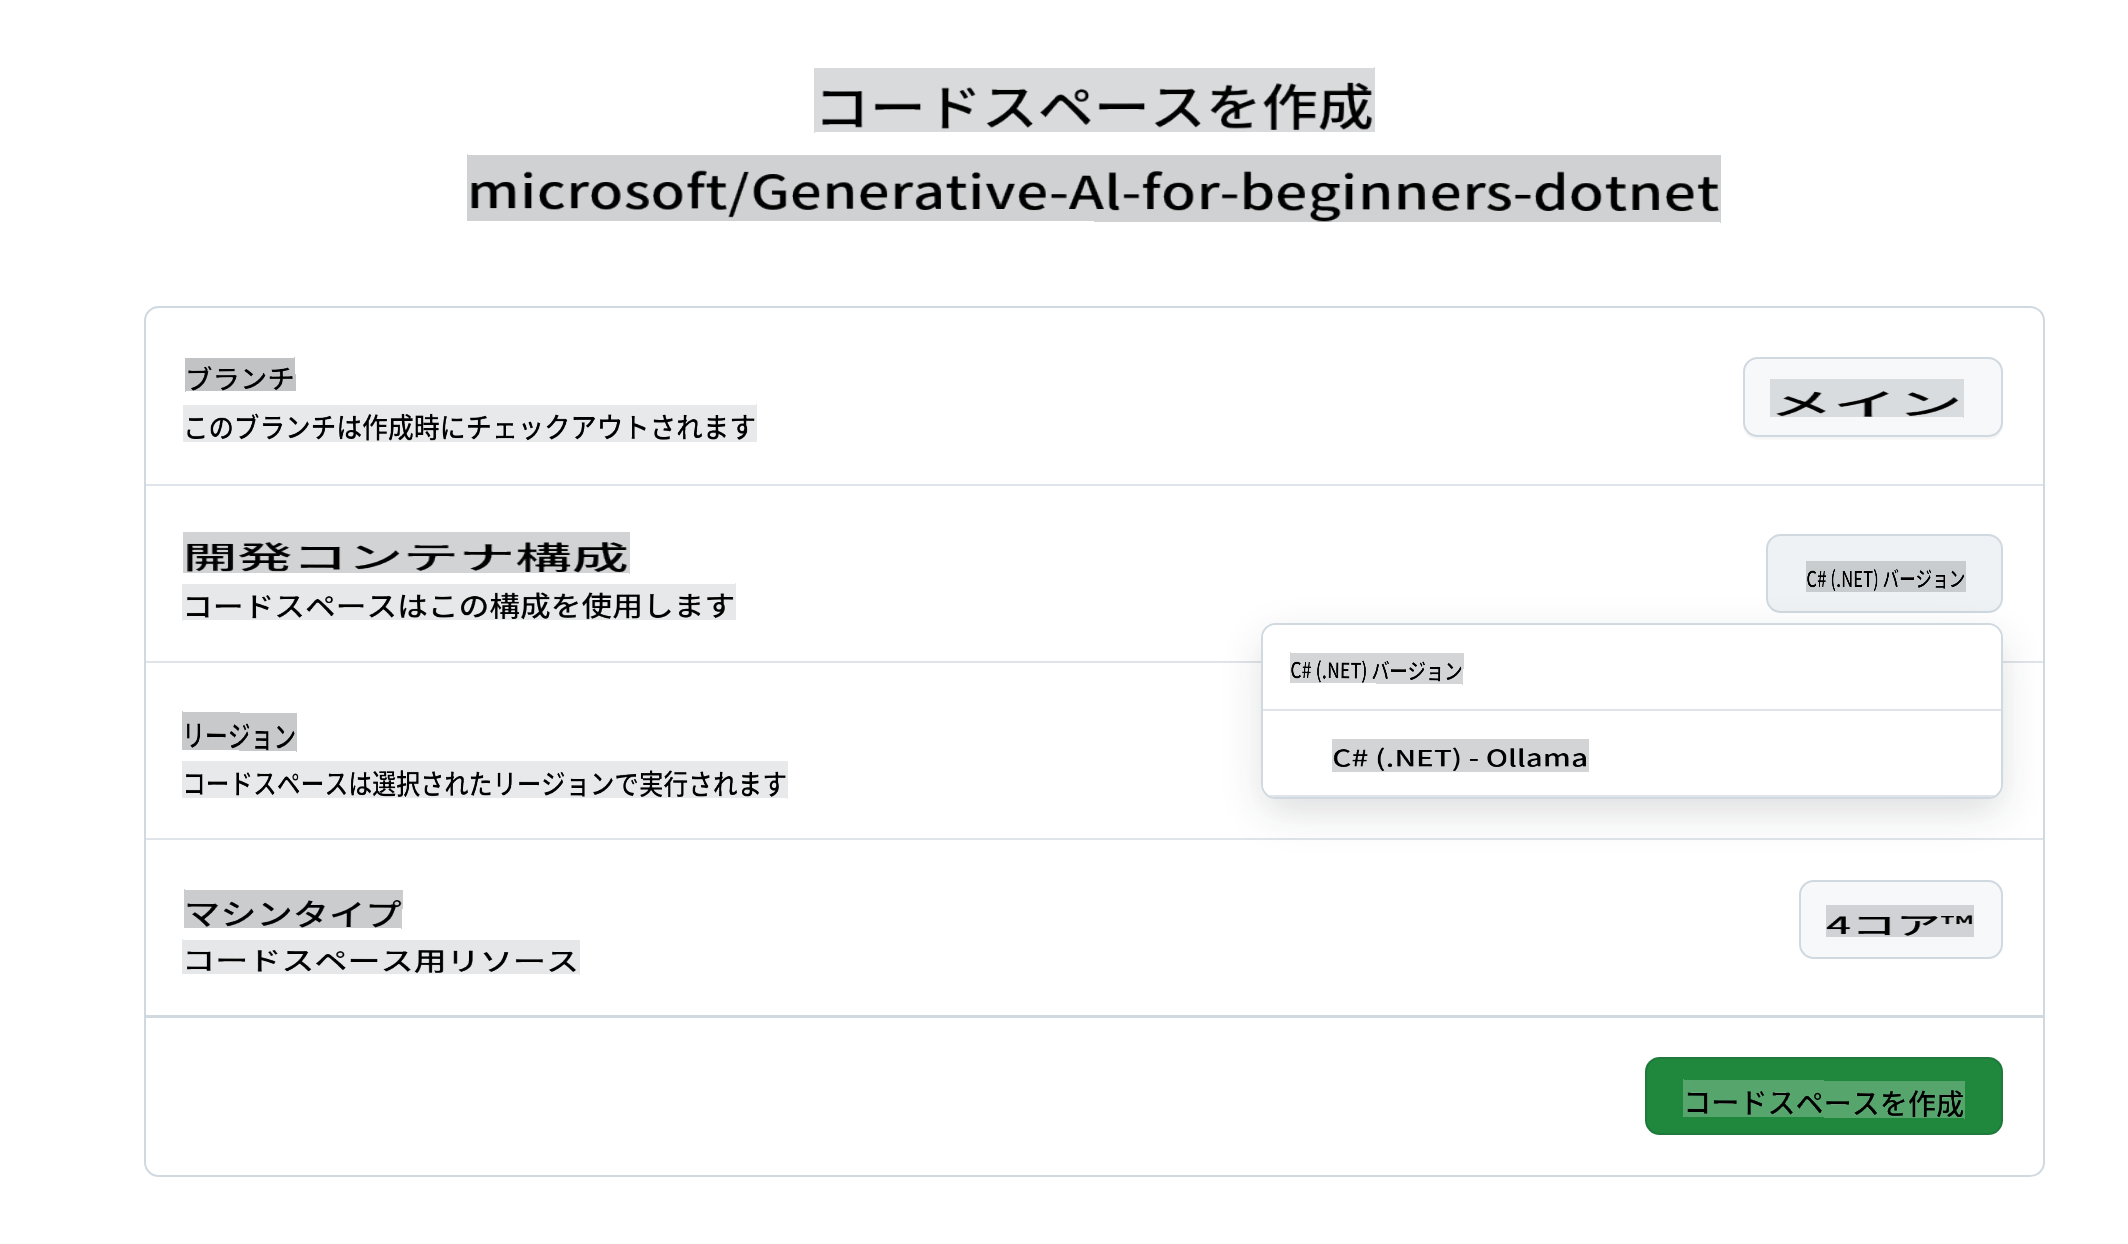 コードスペースを作成
microsoft/Generative-Al-for-beginners-dotnet
ブランチ
このブランチは作成時にチェックアウトされます
メイン
開発コンテナ構成
コードスペースはこの構成を使用します
C# (.NET) バージョン
C# (.NET) バージョン
C# (.NET) - Ollama
リージョン
コードスペースは選択されたリージョンで実行されます
マシンタイプ
コードスペース用リソース
4コア™
コードスペースを作成